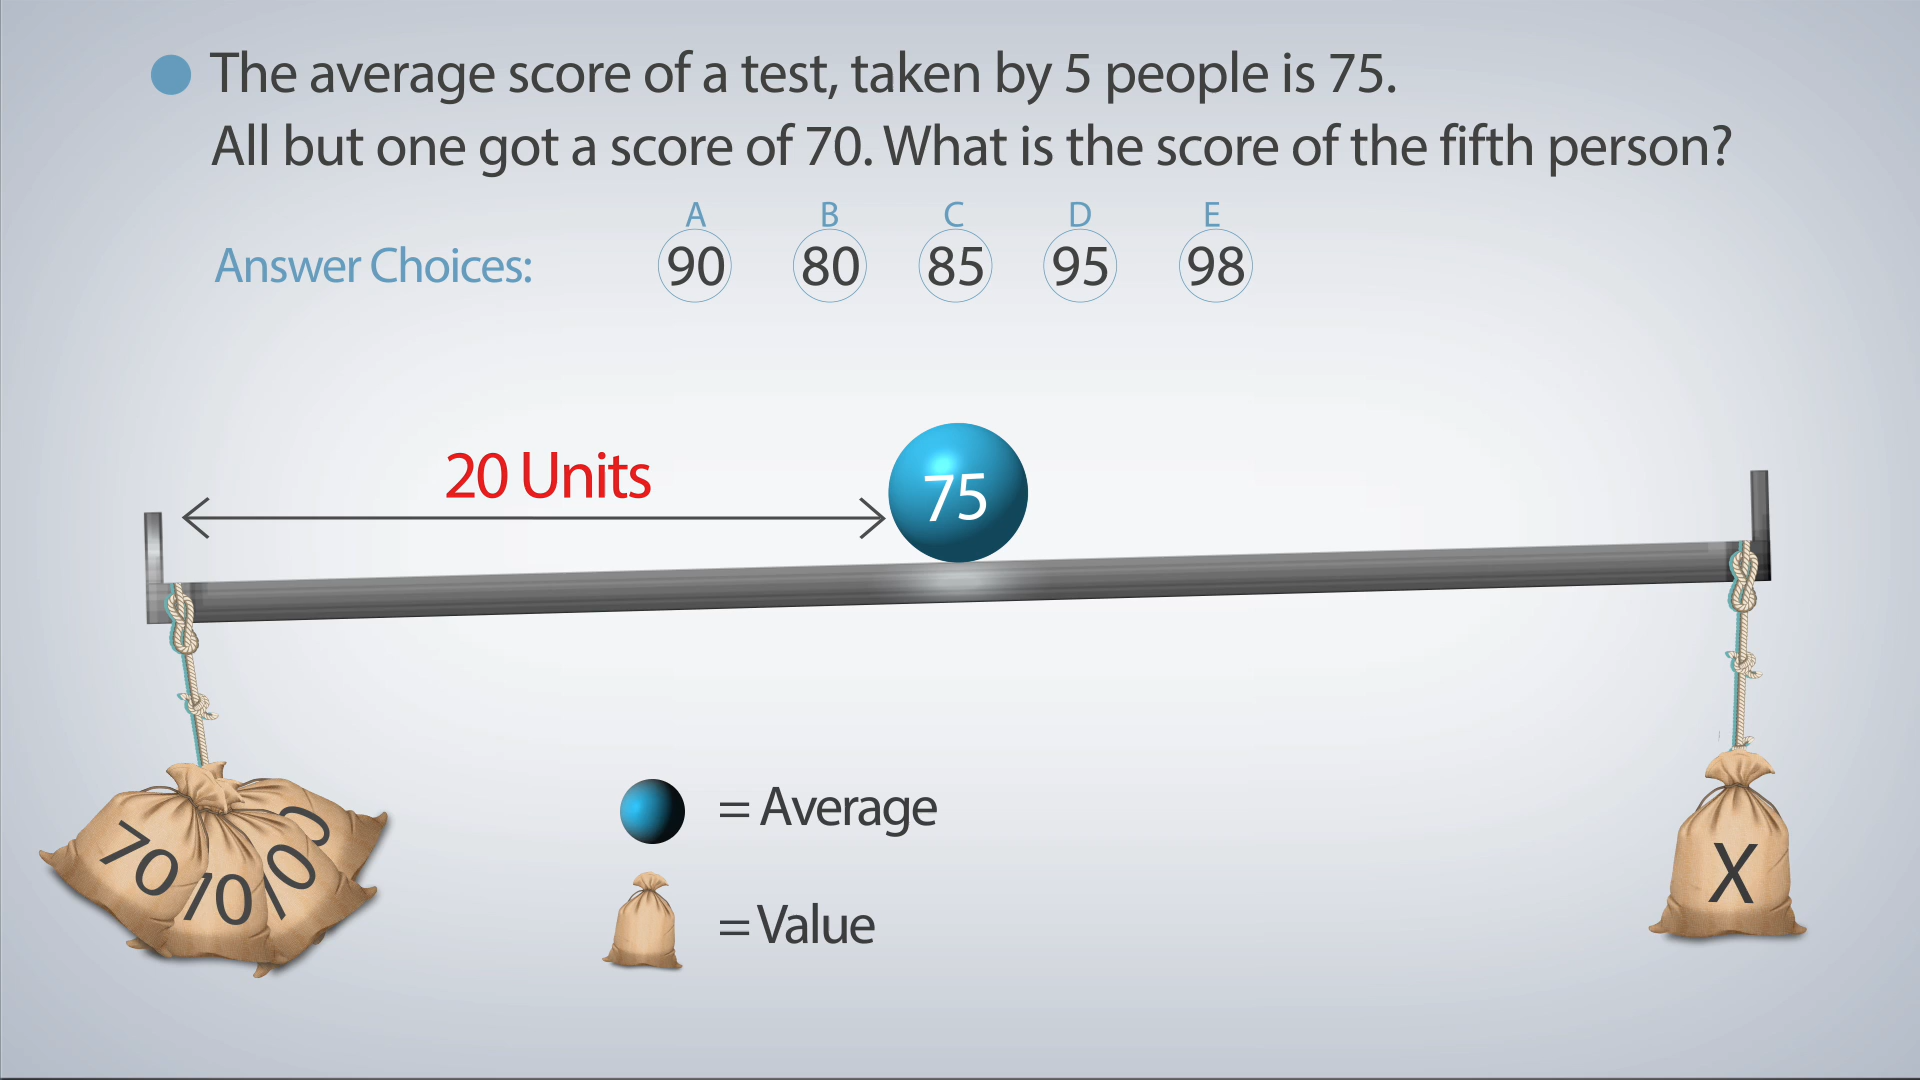 The average score of a test, taken by 5 people is 75.
All but one got a score of 70. What is the score of the fifth person?
A B C D E
Answer Choices: 90 80 85 95 98
20 Units
75
70 70 70 0
X
= Average
= Value